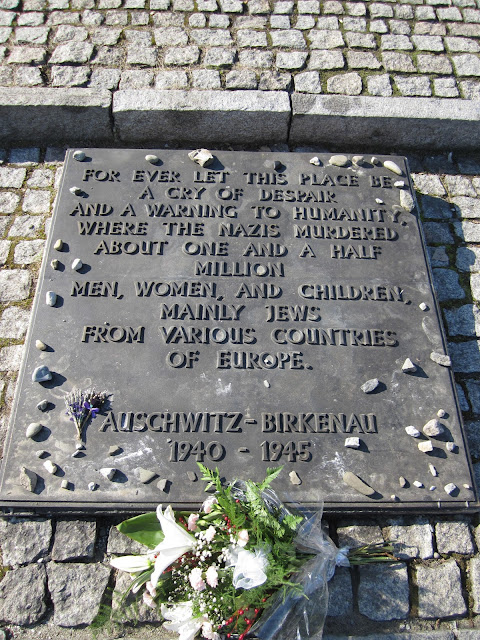 FOR EVER LET THIS PLACE BE
A CRY OF DESPAIR
AND A WARNING TO HUMANITY,
WHERE THE NAZIS MURDERED
ABOUT ONE AND A HALF
MILLION
MEN, WOMEN, AND CHILDREN,
MAINLY JEWS
FROM VARIOUS COUNTRIES
OF EUROPE.
AUSCHWITZ-BIRKENAU
1940 - 1945